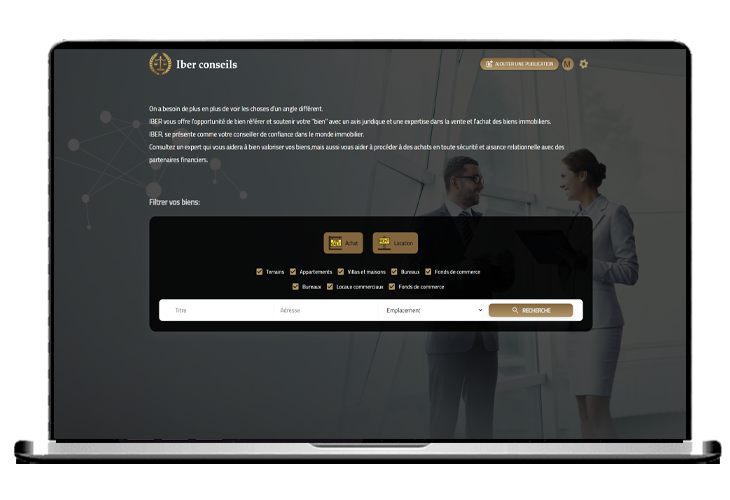 Iber conseils
AJOUTER UNE PUBLICATION
M
On a besoin de plus en plus de voir les choses d'un angle différent.
IBER vous offre l'opportunité de bien référer et soutenir votre "bien" avec un avis juridique et une expertise dans la vente et l'achat des biens immobiliers.
IBER, se présente comme votre conseiller de confiance dans le monde immobilier.
Consultez un expert qui vous aidera à bien valoriser vos biens,mais aussi vous aider à procéder à des achats en toute sécurité et aisance relationnelle avec des
partenaires financiers.
Filtrer vos biens:
Achat Location
Terrains Appartements Villas et maisons Bureaux Fonds de commerce
Bureaux Locaux commerciaux Fonds de commerce
Titre Adresse Emplacement RECHERCHE